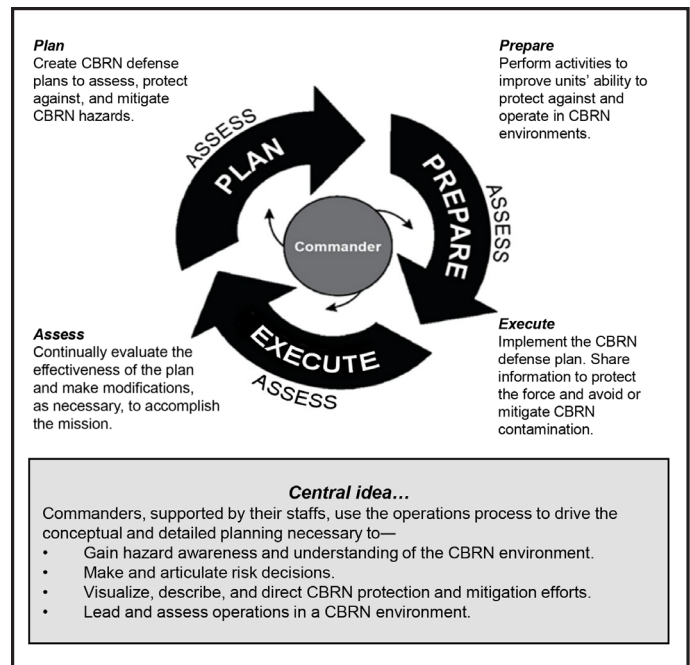 Plan
Create CBRN defense
plans to assess, protect
against, and mitigate
CBRN hazards.
Prepare
Perform activities to
improve units' ability to
protect against and
operate in CBRN
environments.
ASSESS
PLAN
PREPARE
ASSESS
Commander
EXECUTE
ASSESS
Assess
Continually evaluate the
effectiveness of the plan
and make modifications,
as necessary, to accomplish
the mission.
Execute
Implement the CBRN
defense plan. Share
information to protect
the force and avoid or
mitigate CBRN
contamination.
Central idea…
Commanders, supported by their staffs, use the operations process to drive the
conceptual and detailed planning necessary to—
• Gain hazard awareness and understanding of the CBRN environment.
• Make and articulate risk decisions.
• Visualize, describe, and direct CBRN protection and mitigation efforts.
• Lead and assess operations in a CBRN environment.